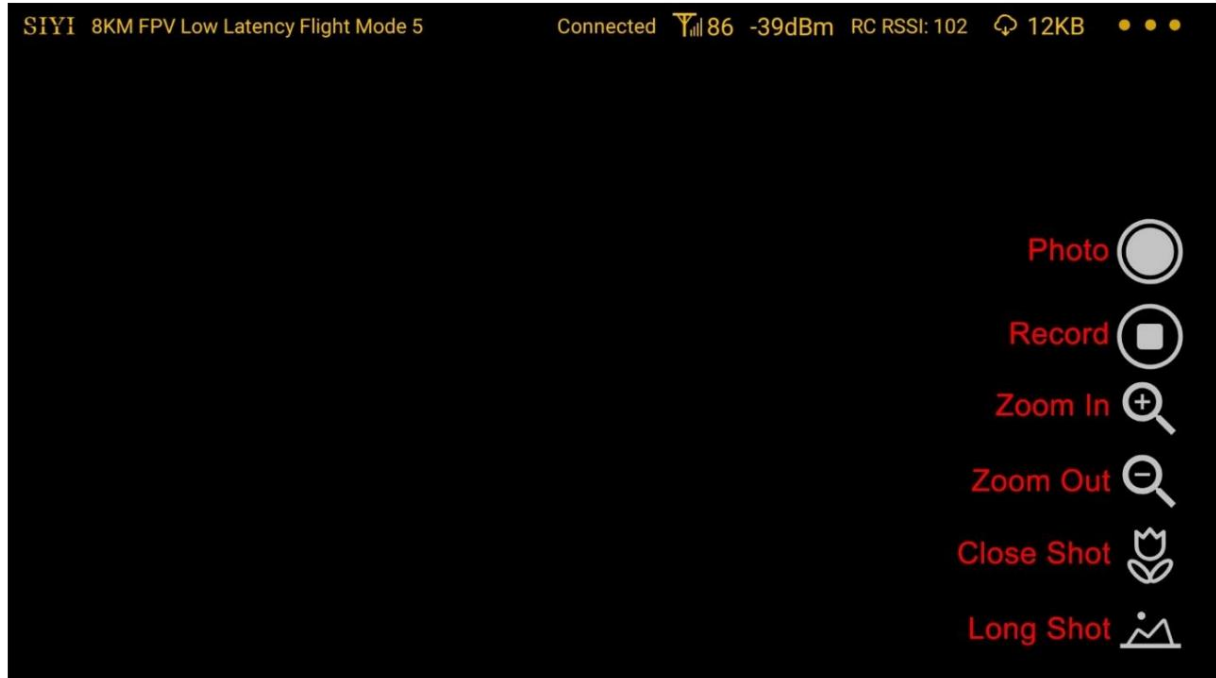 SIYI 8KM FPV Low Latency Flight Mode 5 Connected 86 -39dBm RC RSSI: 102 12KB
Photo
Record
Zoom In
Zoom Out
Close Shot
Long Shot